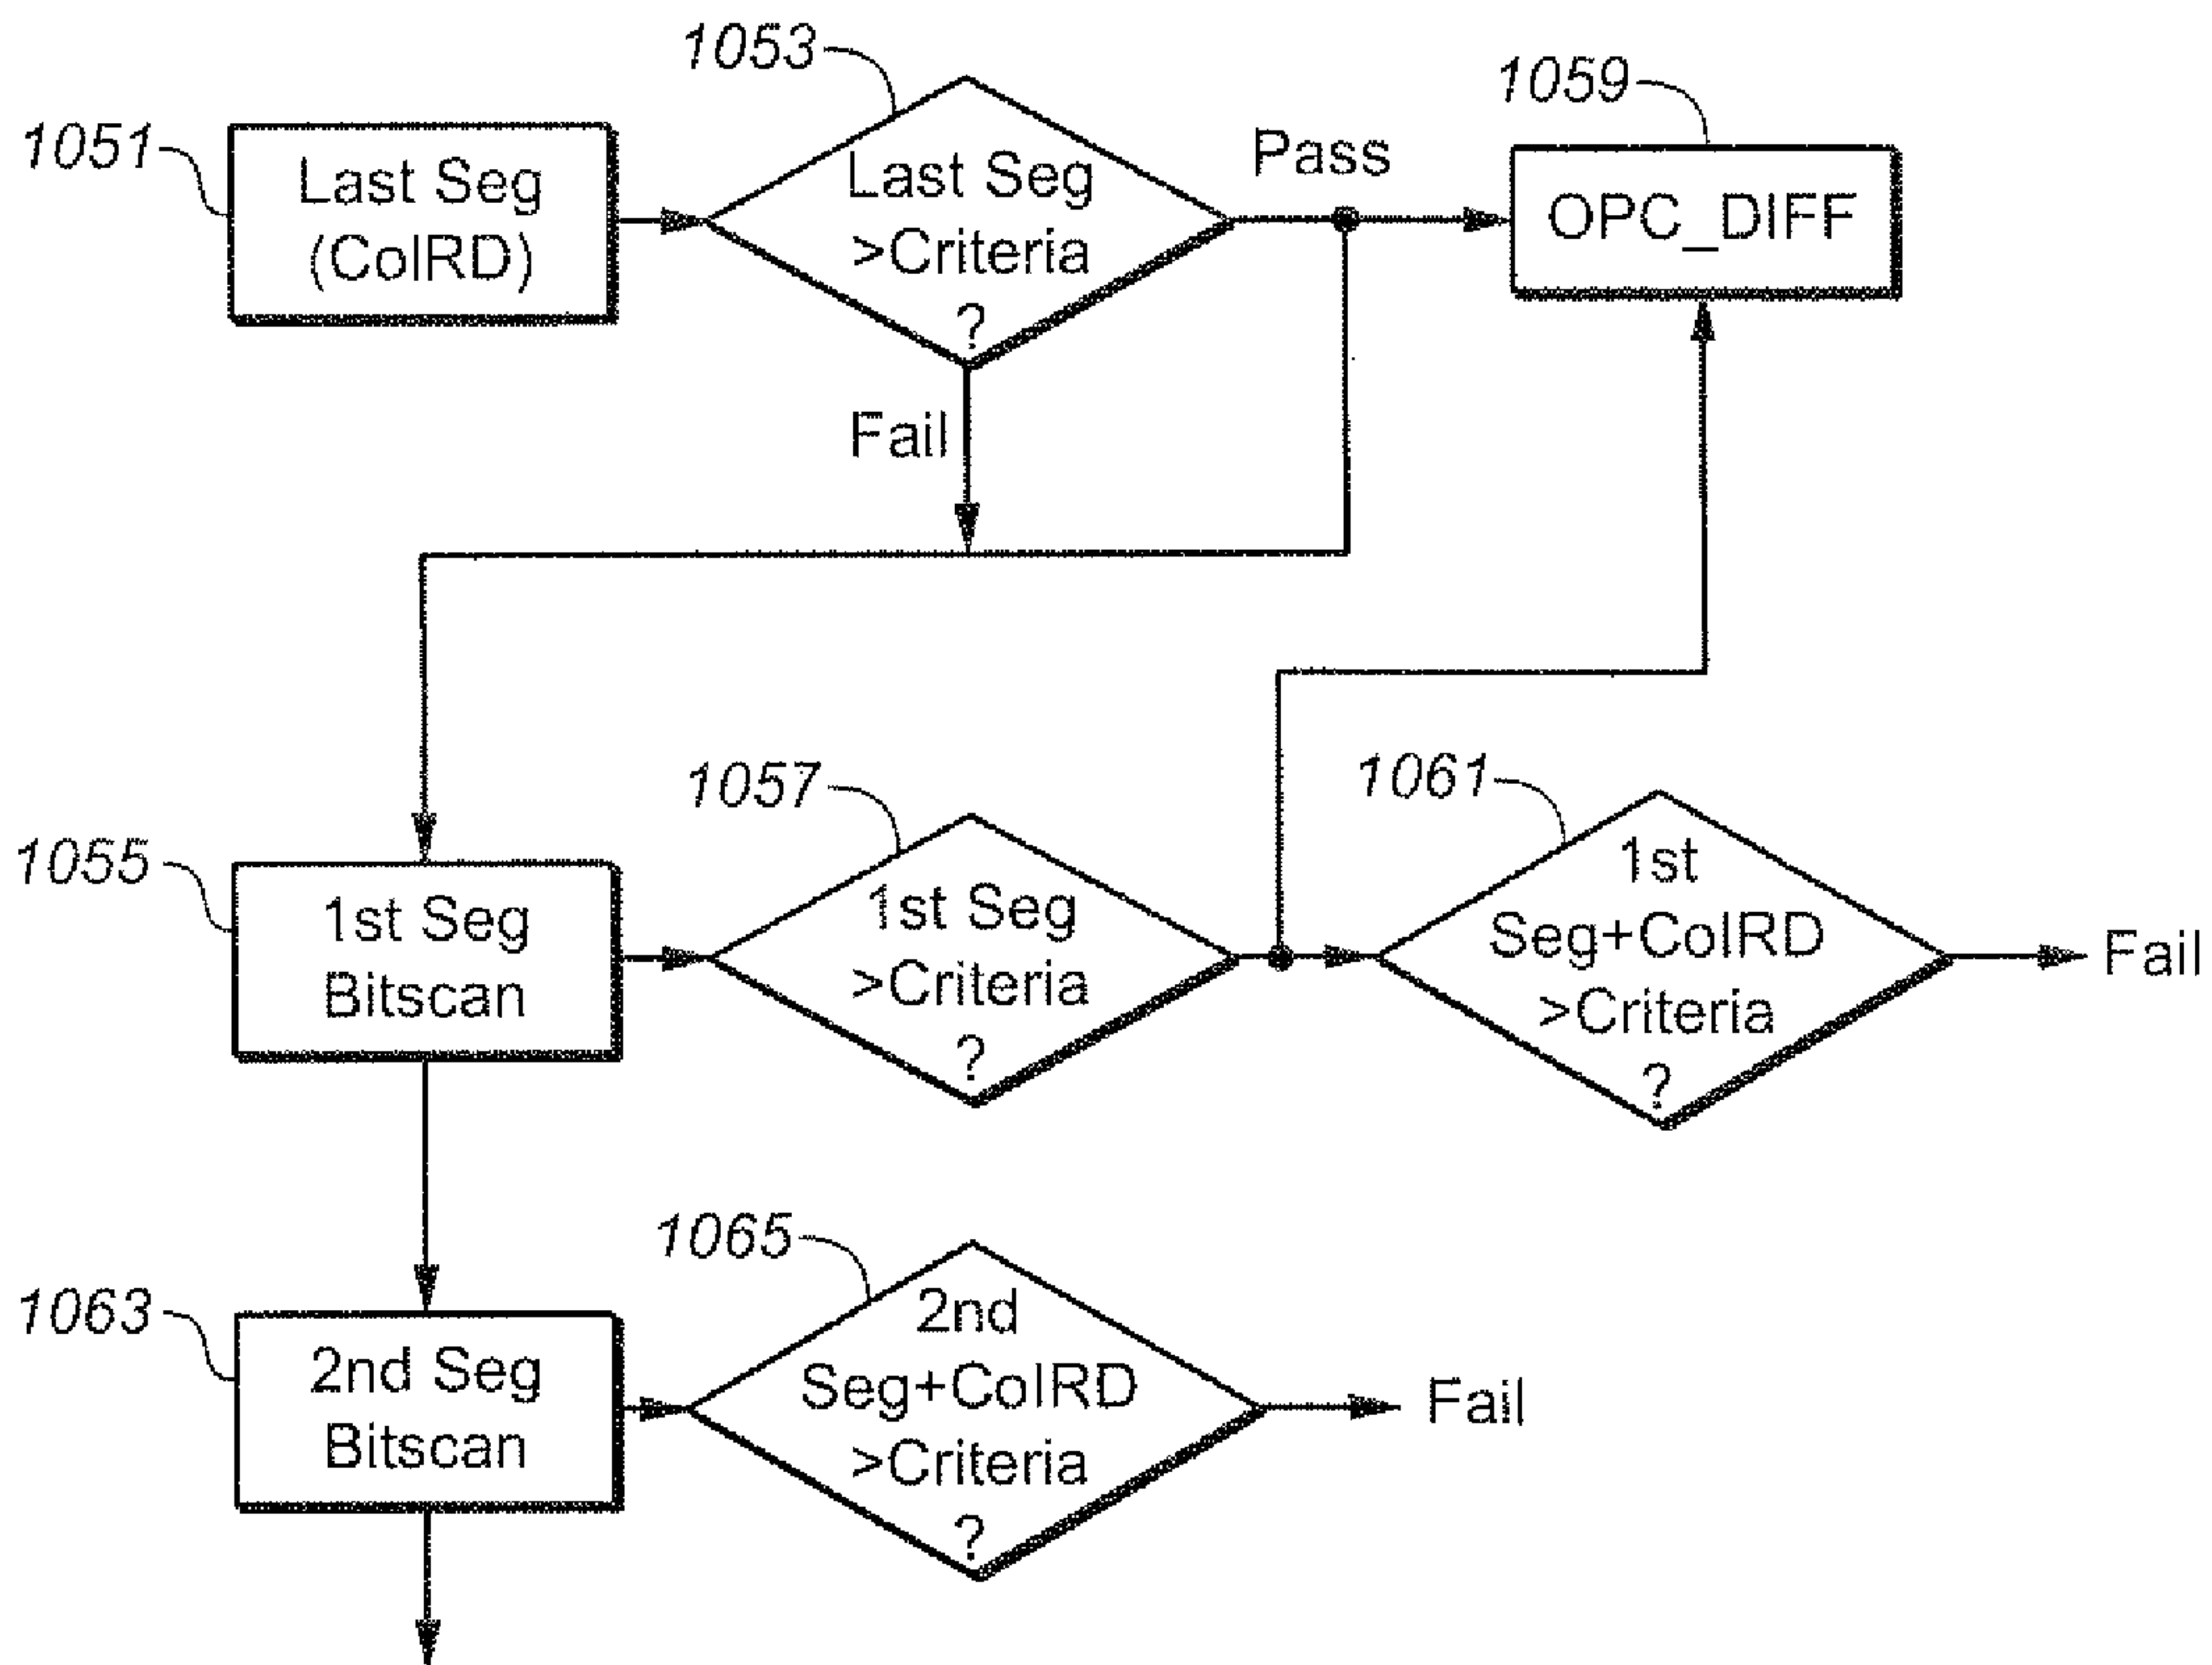 1053
1059
1051
Last Seg
(ColRD)
Last Seg
>Criteria
?
Pass
OPC_DIFF
Fail
1057
1061
1055
1st Seg
Bitscan
1st Seg
>Criteria
?
1st
Seg+ColRD
>Criteria
?
Fail
1065
1063
2nd Seg
Bitscan
2nd
Seg+ColRD
>Criteria
?
Fail